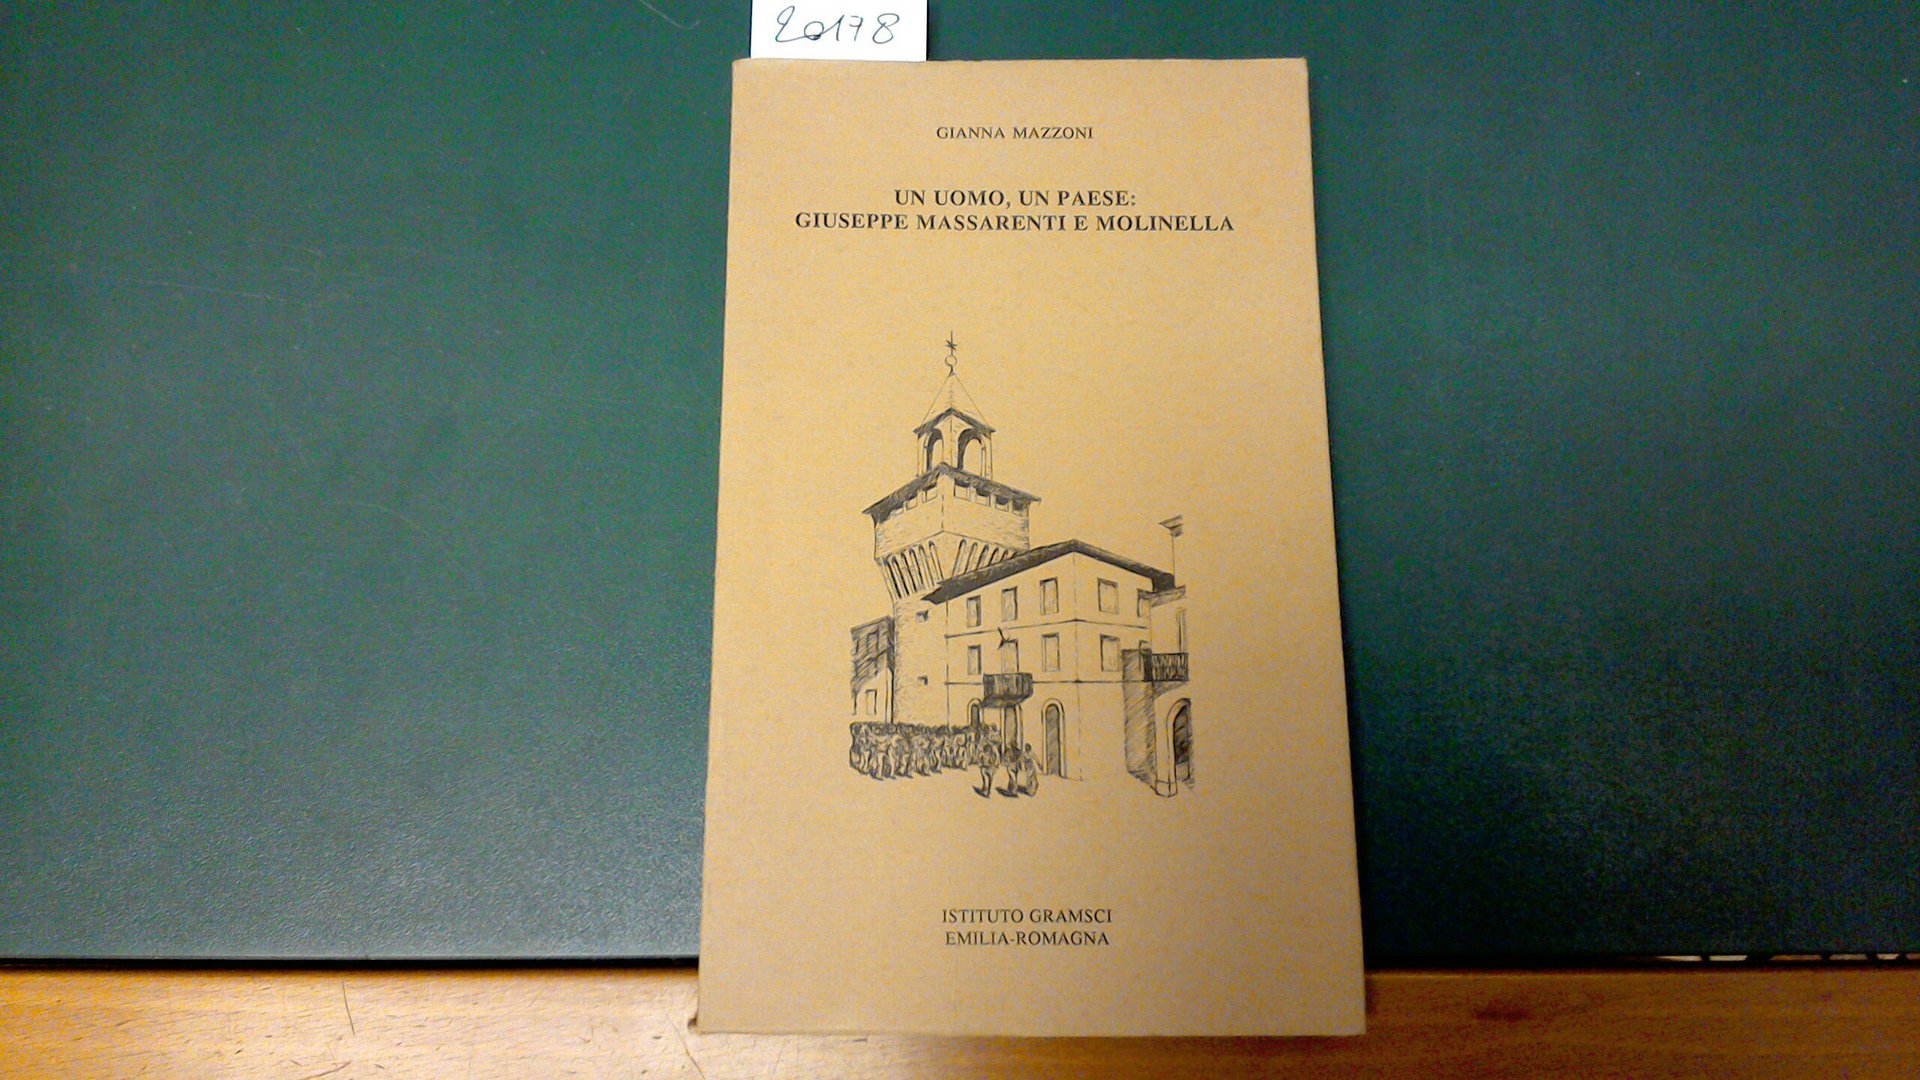 20178
GIANNA MAZZONI
UN UOMO, UN PAESE:
GIUSEPPE MASSARENTI E MOLINELLA
ISTITUTO GRAMSCI
EMILIA-ROMAGNA